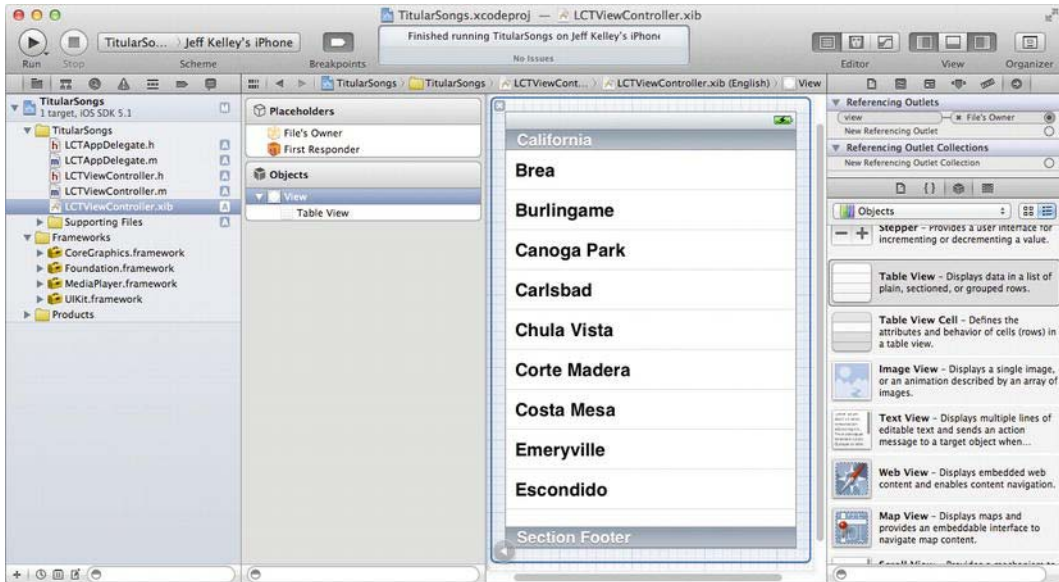 TitularSongs.xcodeproj — LCTViewController.xib
Run
Stop
TitularSo... Jeff Kelley's iPhone
Scheme
Breakpoints
Finished running TitularSongs on Jeff Kelley's iPhone
No Issues
Editor
View
Organizer
TitularSongs
TitularSongs
LCTViewCont...
LCTViewController.xib (English)
View
TitularSongs
1 target, iOS SDK 5.1
M
TitularSongs
LCTAppDelegate.h
A
LCTAppDelegate.m
A
LCTViewController.h
A
LCTViewController.m
A
LCTViewController.xib
A
Supporting Files
A
Frameworks
CoreGraphics.framework
Foundation.framework
MediaPlayer.framework
UIKit.framework
Products
Placeholders
File's Owner
First Responder
Objects
View
Table View
California
Brea
Burlingame
Canoga Park
Carlsbad
Chula Vista
Corte Madera
Costa Mesa
Emeryville
Escondido
Section Footer
Referencing Outlets
view
File's Owner
New Referencing Outlet
Referencing Outlet Collections
New Referencing Outlet Collection
Objects
Stepper – Provides a user interface for
incrementing or decrementing a value.
Table View – Displays data in a list of
plain, sectioned, or grouped rows.
Table View Cell – Defines the
attributes and behavior of cells (rows) in
a table view.
Image View – Displays a single image,
or an animation described by an array of
images.
Text View – Displays multiple lines of
editable text and sends an action
message to a target object when...
Web View – Displays embedded web
content and enables content navigation.
Map View – Displays maps and
provides an embeddable interface to
navigate map content.
Scroll View – Provides a mechanism to